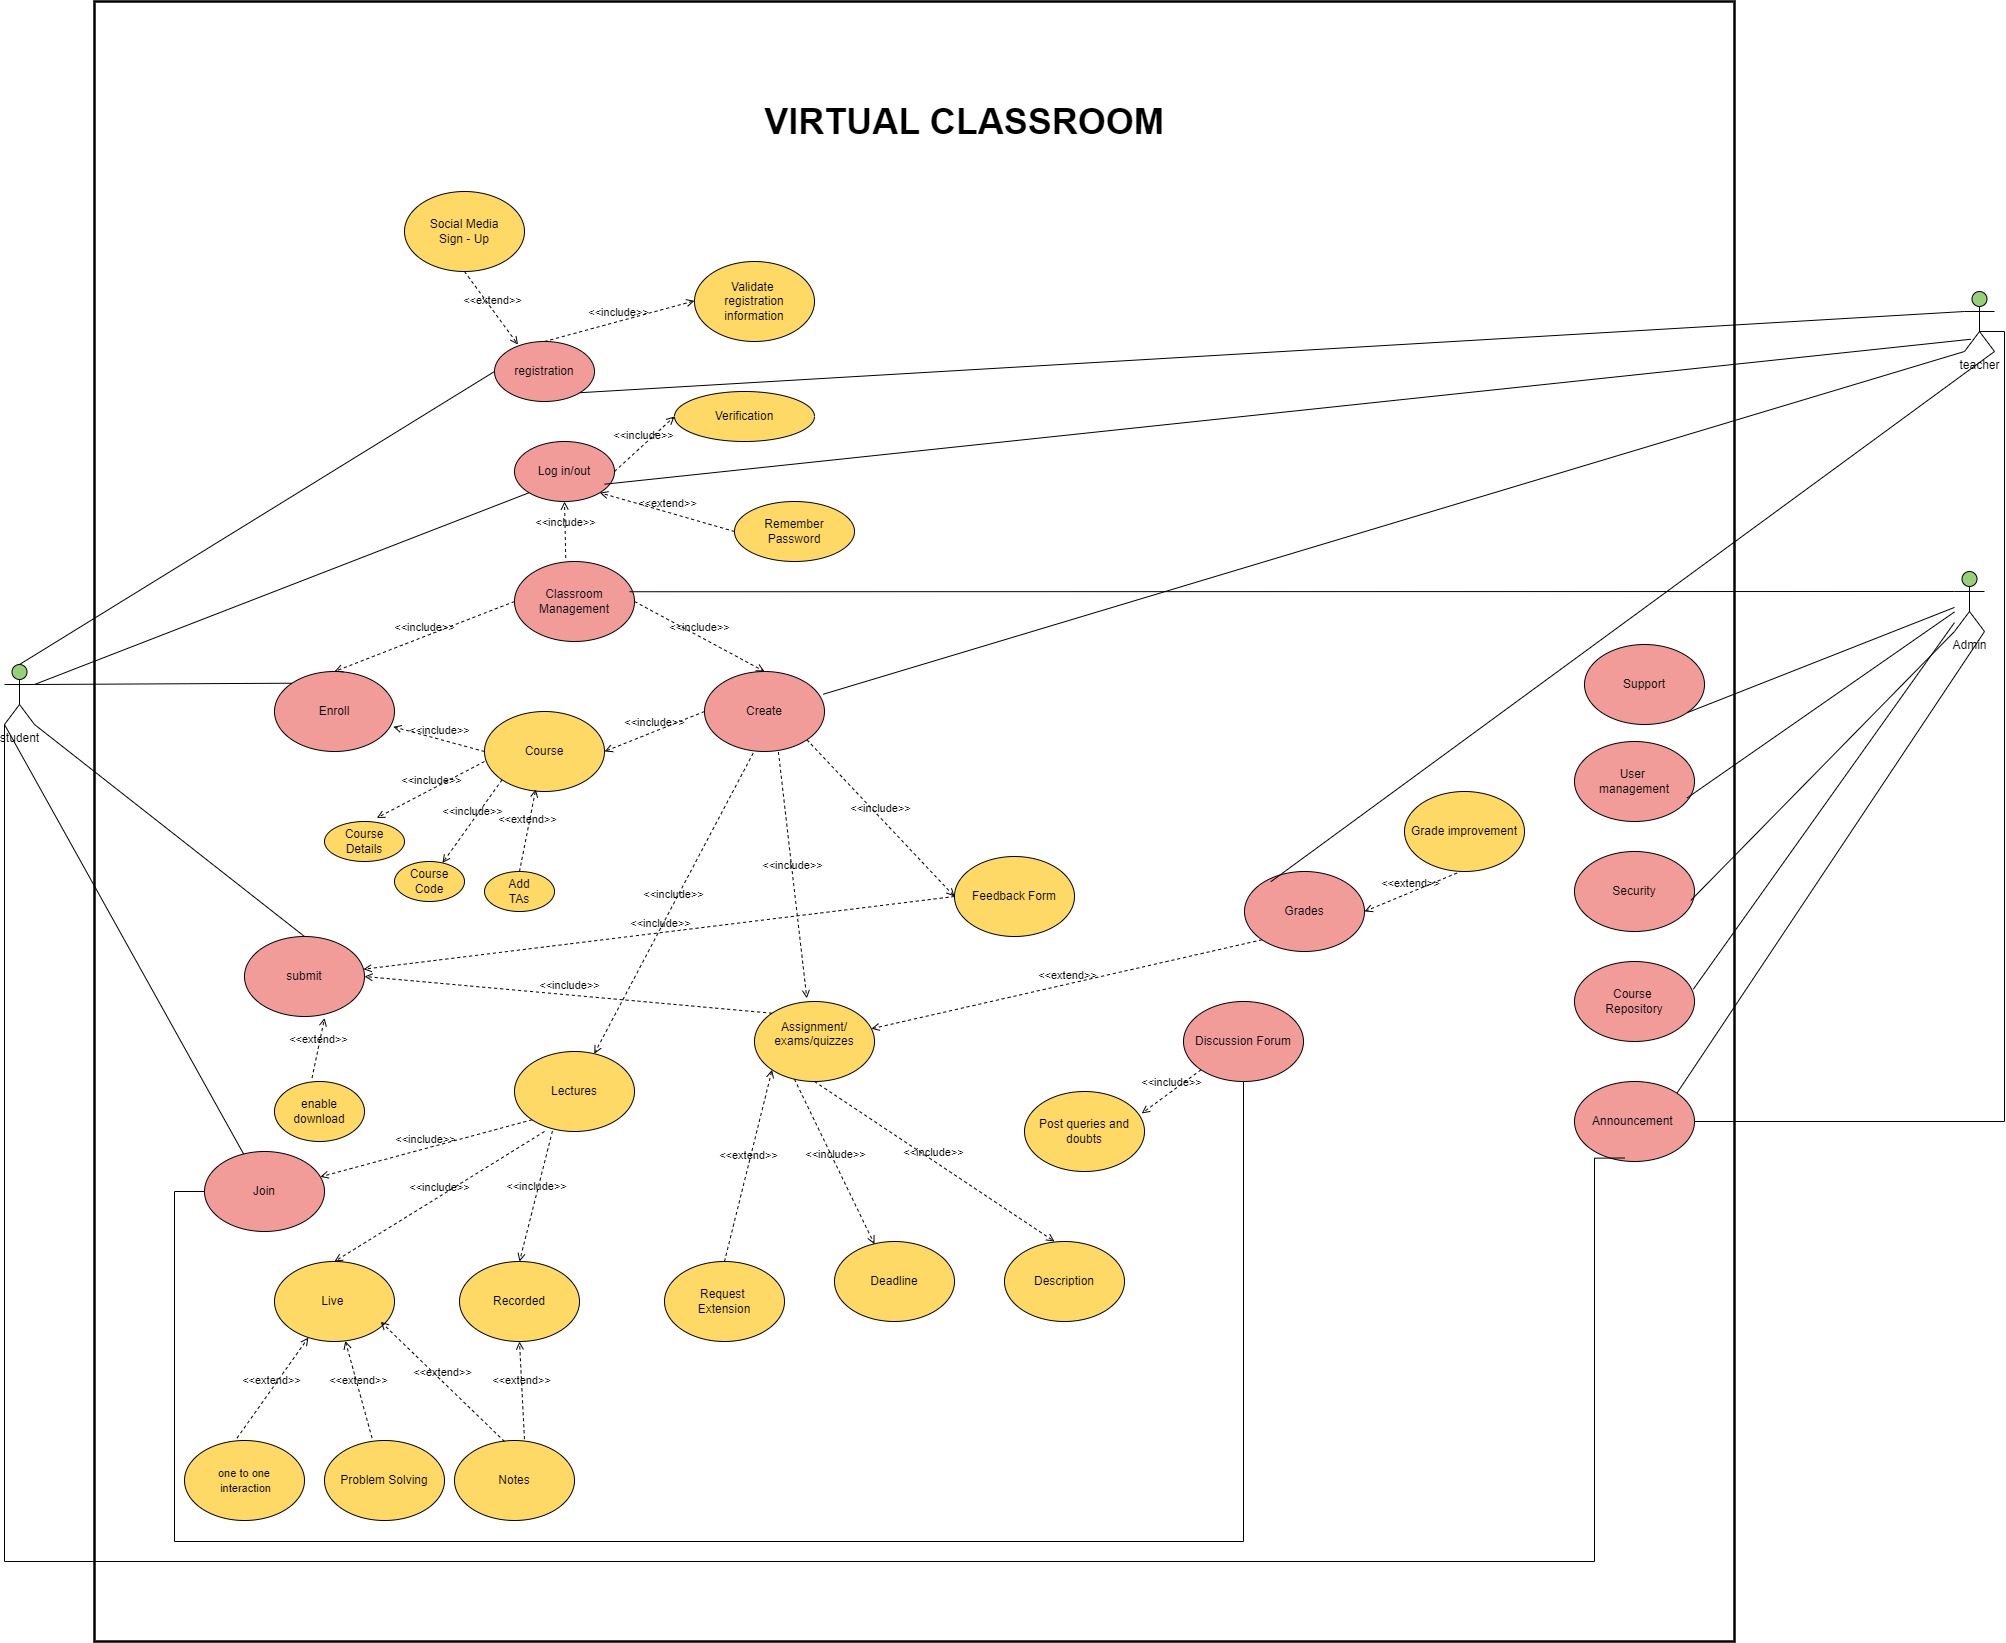 VIRTUAL CLASSROOM
Social Media
Sign - Up
<<extend>>
<<include>>
Validate
registration
information
registration
teacher
Verification
<<include>>
Log in/out
<<extend>>
<<include>>
Remember
Password
Classroom
Management
<<include>>
<<include>>
Admin
Support
Enroll
Create
student
<<include>>
<<include>>
Course
<<include>>
<<include>>
<<extend>>
<<include>>
User
management
Course
Details
Course
Code
Add
TAs
Grade improvement
<<include>>
<<extend>>
<<include>>
Feedback Form
Security
Grades
<<include>>
submit
<<include>>
<<extend>>
Course
Repository
Assignment/
exams/quizzes
Discussion Forum
<<extend>>
Lectures
<<include>>
enable
download
Post queries and
doubts
Announcement
<<include>>
<<extend>>
<<include>>
<<include>>
Join
<<include>>
<<include>>
Live
Recorded
Request
Extension
Deadline
Description
<<extend>>
<<extend>>
<<extend>>
<<extend>>
one to one
interaction
Problem Solving
Notes